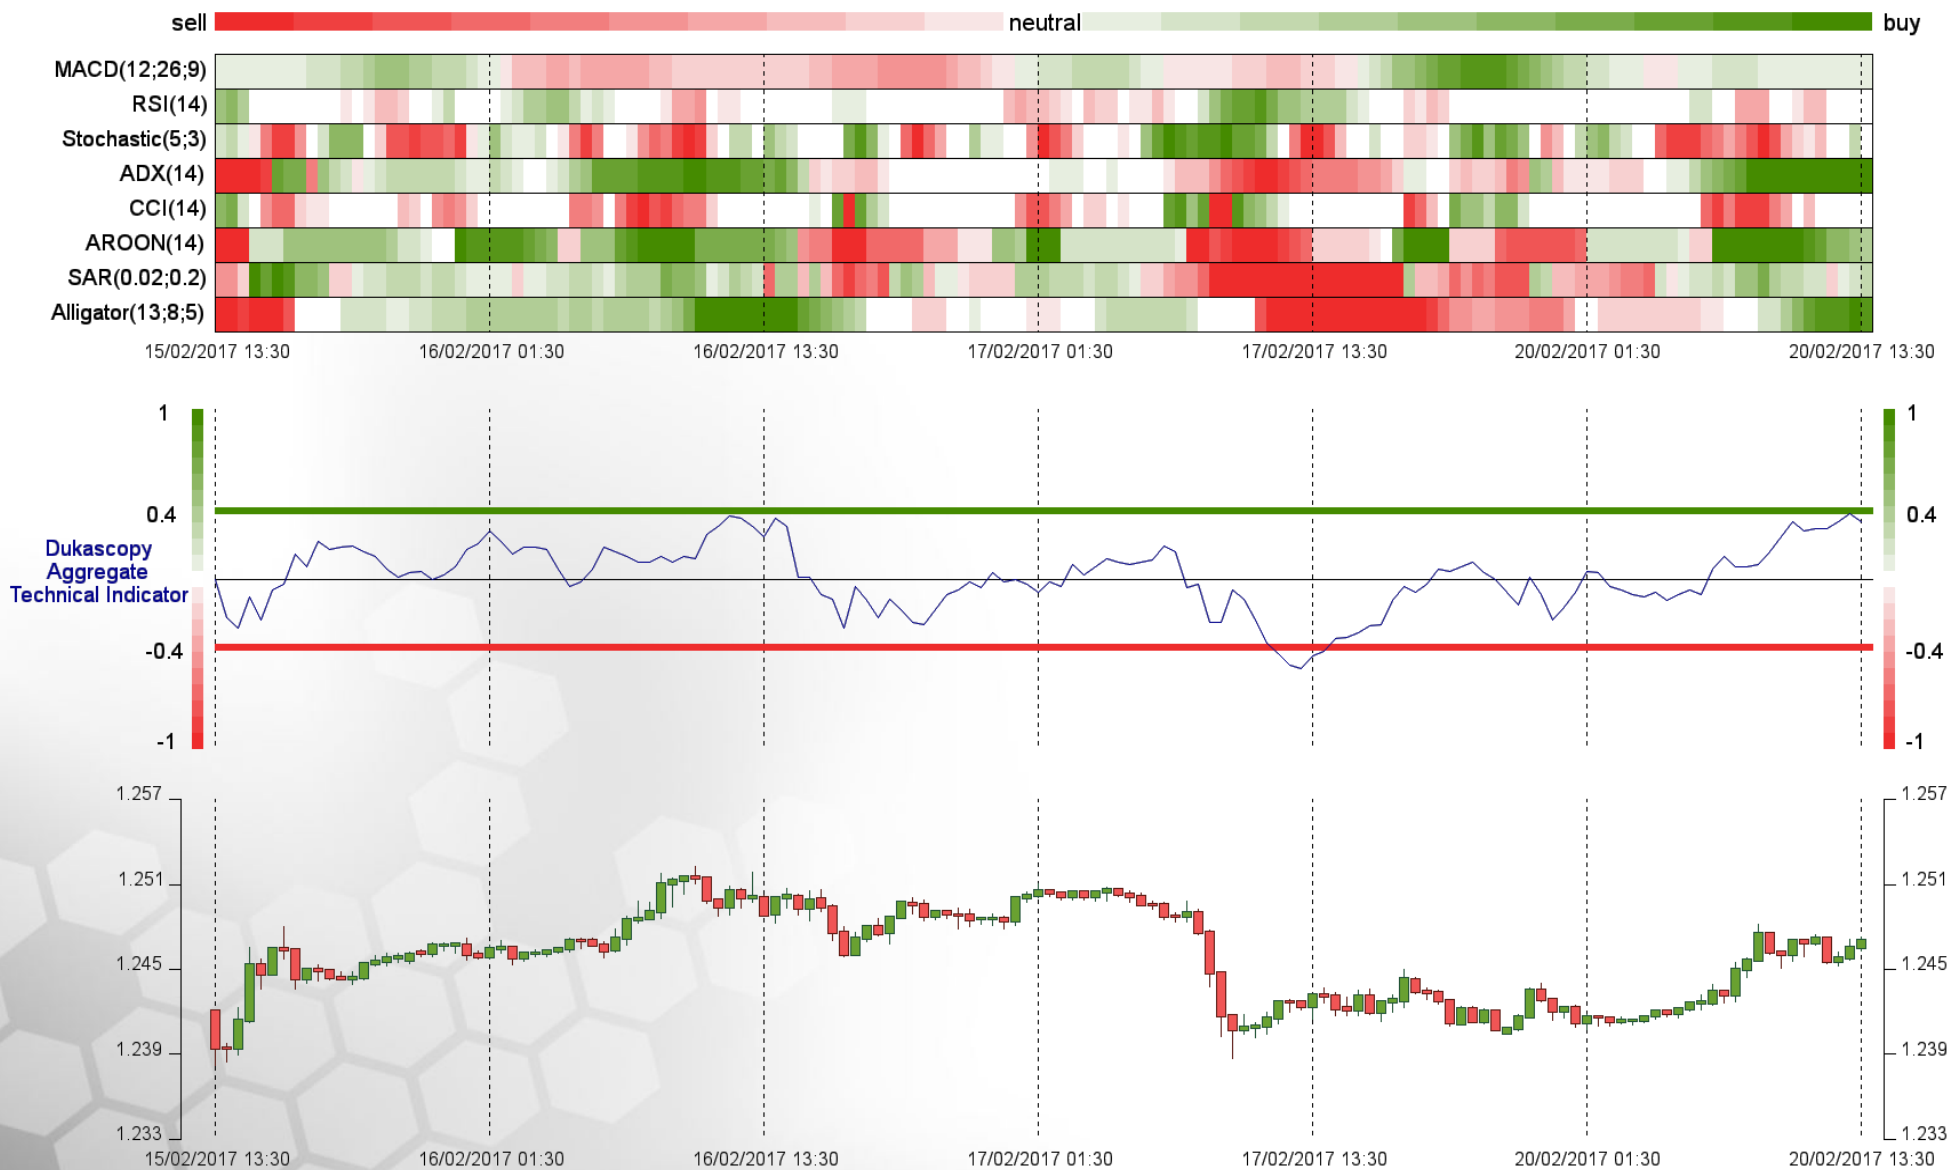 sell neutral buy
MACD(12;26;9)
RSI(14)
Stochastic(5;3)
ADX(14)
CCI(14)
AROON(14)
SAR(0.02;0.2)
Alligator(13;8;5)
15/02/2017 13:30 16/02/2017 01:30 16/02/2017 13:30 17/02/2017 01:30 17/02/2017 13:30 20/02/2017 01:30 20/02/2017 13:30
1 1
0.4 0.4
Dukascopy
Aggregate
Technical Indicator
-0.4 -0.4
-1 -1
1.257 1.257
1.251 1.251
1.245 1.245
1.239 1.239
1.233 1.233
15/02/2017 13:30 16/02/2017 01:30 16/02/2017 13:30 17/02/2017 01:30 17/02/2017 13:30 20/02/2017 01:30 20/02/2017 13:30